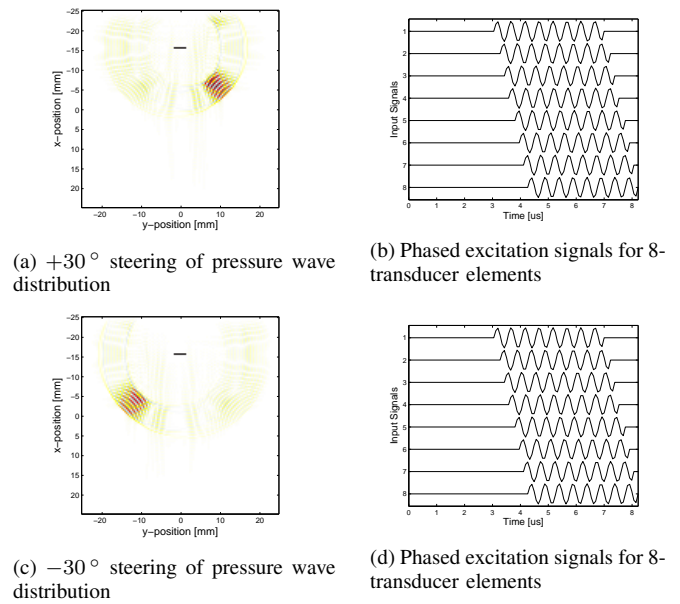 −25
−20
−15
−10
−5
0
5
10
15
20
x−position [mm]
−20 −10 0 10 20
y−position [mm]
1
2
3
4
5
6
7
8
Input Signals
0 1 2 3 4 5 6 7 8
Time [us]
(a) +30° steering of pressure wave
distribution
(b) Phased excitation signals for 8-
transducer elements
−25
−20
−15
−10
−5
0
5
10
15
20
x−position [mm]
−20 −10 0 10 20
y−position [mm]
1
2
3
4
5
6
7
8
Input Signals
0 1 2 3 4 5 6 7 8
Time [us]
(c) −30° steering of pressure wave
distribution
(d) Phased excitation signals for 8-
transducer elements